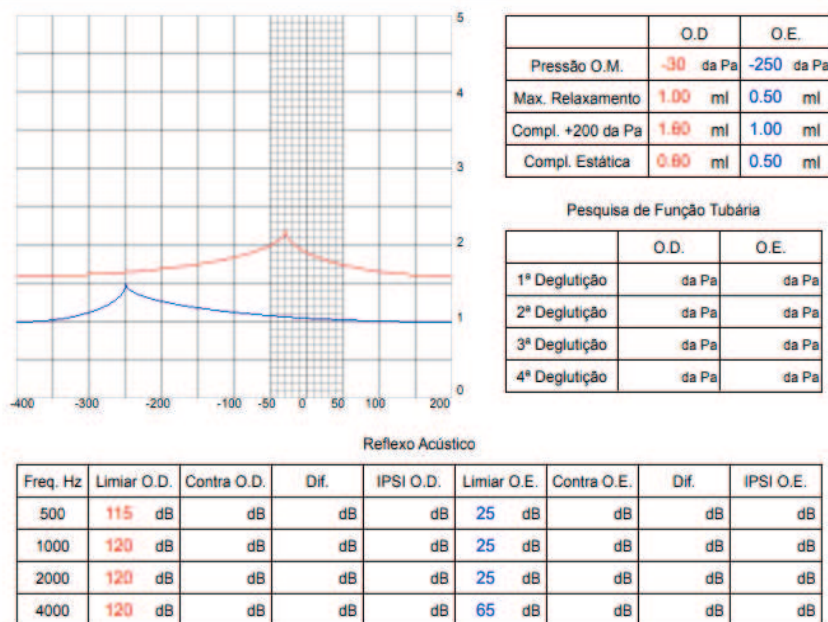 5
4
3
2
1
0
-400 -300 -200 -100 -50 0 50 100 200
O.D O.E.
Pressão O.M. -30 da Pa -250 da Pa
Max. Relaxamento 1.00 ml 0.50 ml
Compl. +200 da Pa 1.60 ml 1.00 ml
Compl. Estática 0.60 ml 0.50 ml
Pesquisa de Função Tubária
O.D. O.E.
1ª Deglutição da Pa da Pa
2ª Deglutição da Pa da Pa
3ª Deglutição da Pa da Pa
4ª Deglutição da Pa da Pa
Reflexo Acústico
Freq. Hz Limiar O.D. Contra O.D. Dif. IPSI O.D. Limiar O.E. Contra O.E. Dif. IPSI O.E.
500 115 dB dB dB dB 25 dB dB dB dB
1000 120 dB dB dB dB 25 dB dB dB dB
2000 120 dB dB dB dB 25 dB dB dB dB
4000 120 dB dB dB dB 65 dB dB dB dB